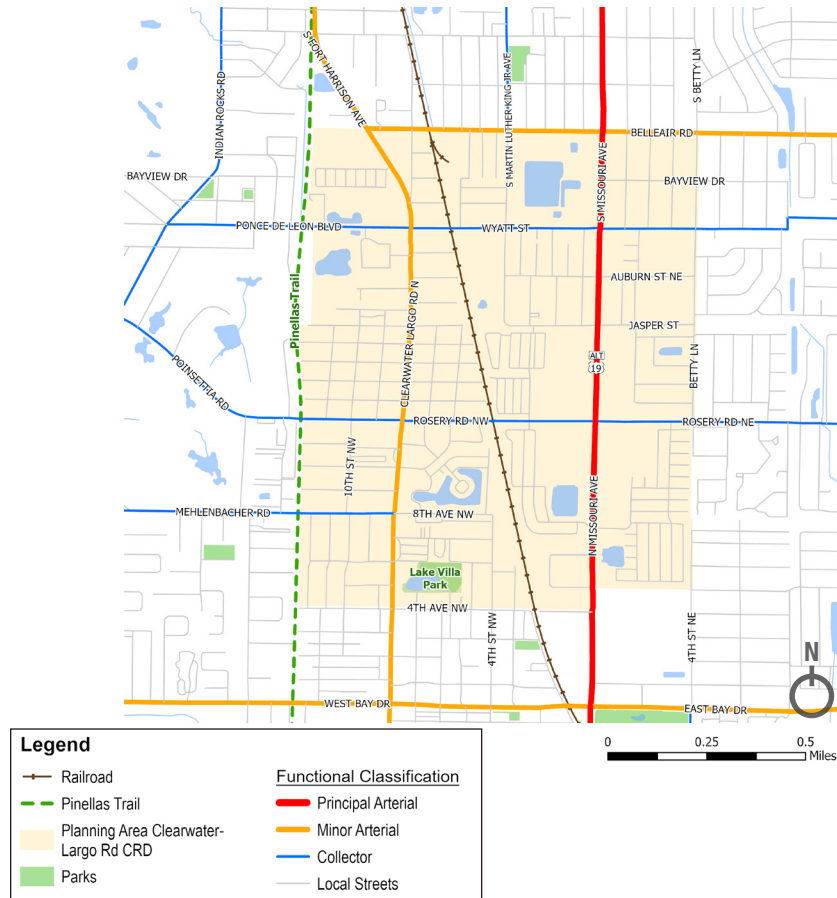 S FORT HARRISON AVE
INDIAN ROCKS RD
S MARTIN LUTHER KING JR AVE
S BETTY LN
BELLEAIR RD
S MISSOURI AVE
BAYVIEW DR
BAYVIEW DR
PONCE DE LEON BLVD
WYATT ST
AUBURN ST NE
Pinellas Trail
CLEARWATER LARGO RD N
JASPER ST
ALT
19
BETTY LN
POINSETTIA RD
ROSERY RD NW
ROSERY RD NE
10TH ST NW
MEHLENBACHER RD
8TH AVE NW
N MISSOURI AVE
Lake Villa
Park
4TH AVE NW
4TH ST NW
4TH ST NE
N
WEST BAY DR
EAST BAY DR
Legend
Railroad
Pinellas Trail
Planning Area Clearwater-
Largo Rd CRD
Parks
Functional Classification
Principal Arterial
Minor Arterial
Collector
Local Streets
0 0.25 0.5
Miles